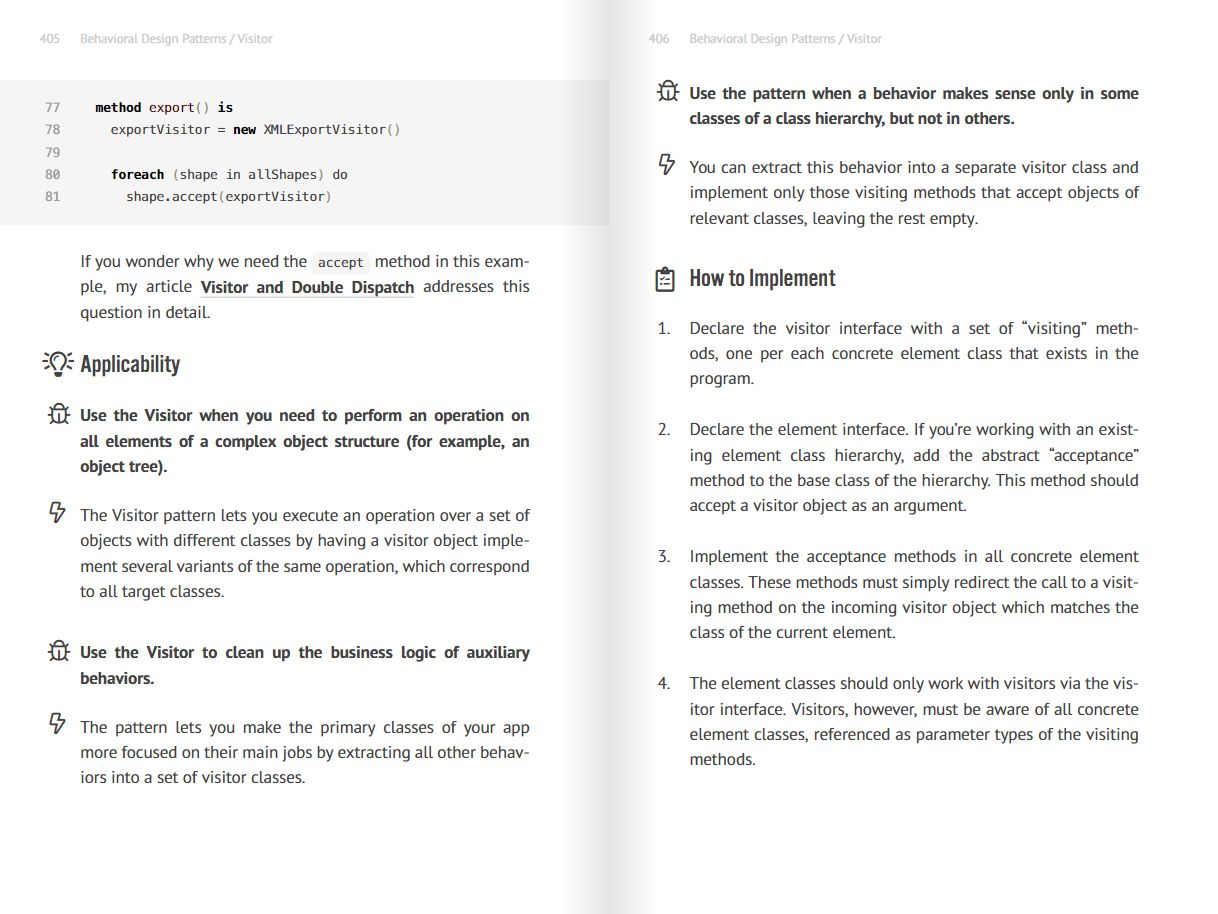 405 Behavioral Design Patterns / Visitor
77 method export() is
78 exportVisitor = new XMLExportVisitor()
79
80 foreach (shape in allShapes) do
81 shape.accept(exportVisitor)
If you wonder why we need the accept method in this exam-
ple, my article Visitor and Double Dispatch addresses this
question in detail.
Applicability
Use the Visitor when you need to perform an operation on
all elements of a complex object structure (for example, an
object tree).
The Visitor pattern lets you execute an operation over a set of
objects with different classes by having a visitor object imple-
ment several variants of the same operation, which correspond
to all target classes.
Use the Visitor to clean up the business logic of auxiliary
behaviors.
The pattern lets you make the primary classes of your app
more focused on their main jobs by extracting all other behav-
iors into a set of visitor classes.
406 Behavioral Design Patterns / Visitor
Use the pattern when a behavior makes sense only in some
classes of a class hierarchy, but not in others.
You can extract this behavior into a separate visitor class and
implement only those visiting methods that accept objects of
relevant classes, leaving the rest empty.
How to Implement
1. Declare the visitor interface with a set of “visiting” meth-
ods, one per each concrete element class that exists in the
program.
2. Declare the element interface. If you’re working with an exist-
ing element class hierarchy, add the abstract “acceptance”
method to the base class of the hierarchy. This method should
accept a visitor object as an argument.
3. Implement the acceptance methods in all concrete element
classes. These methods must simply redirect the call to a visit-
ing method on the incoming visitor object which matches the
class of the current element.
4. The element classes should only work with visitors via the vis-
itor interface. Visitors, however, must be aware of all concrete
element classes, referenced as parameter types of the visiting
methods.